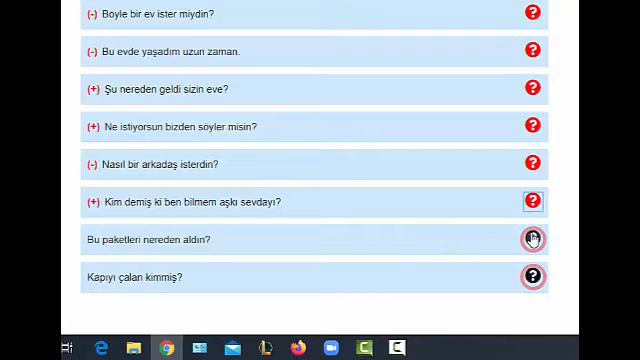 (-) Böyle bir ev ister miydin?
(-) Bu evde yaşadım uzun zaman.
(+) Şu nereden geldi sizin eve?
(+) Ne istiyorsun bizden söyler misin?
(-) Nasıl bir arkadaş isterdin?
(+) Kim demiş ki ben bilmem aşkı sevdayı?
Bu paketleri nereden aldın?
Kapıyı çalan kimmiş?